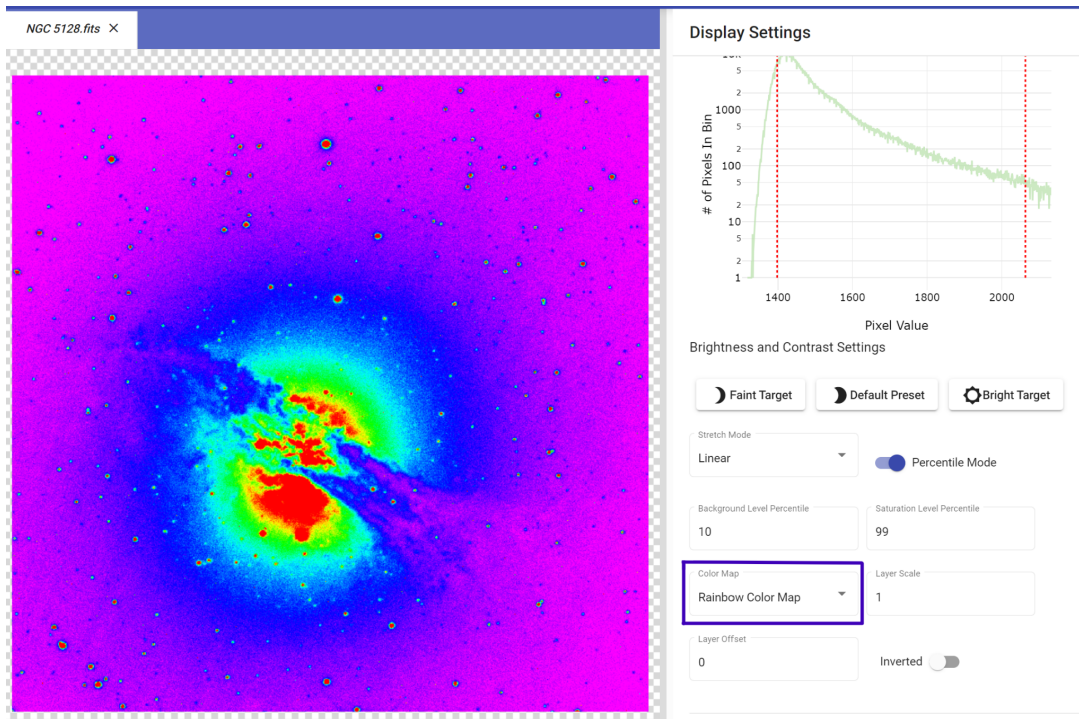 NGC 5128.fits ×
Display Settings
5
2
1000
5
2
100
5
2
10
5
2
1
# of Pixels In Bin
1400 1600 1800 2000
Pixel Value
Brightness and Contrast Settings
Faint Target Default Preset Bright Target
Stretch Mode
Linear
Percentile Mode
Background Level Percentile Saturation Level Percentile
10 99
Color Map Layer Scale
Rainbow Color Map 1
Layer Offset
0
Inverted